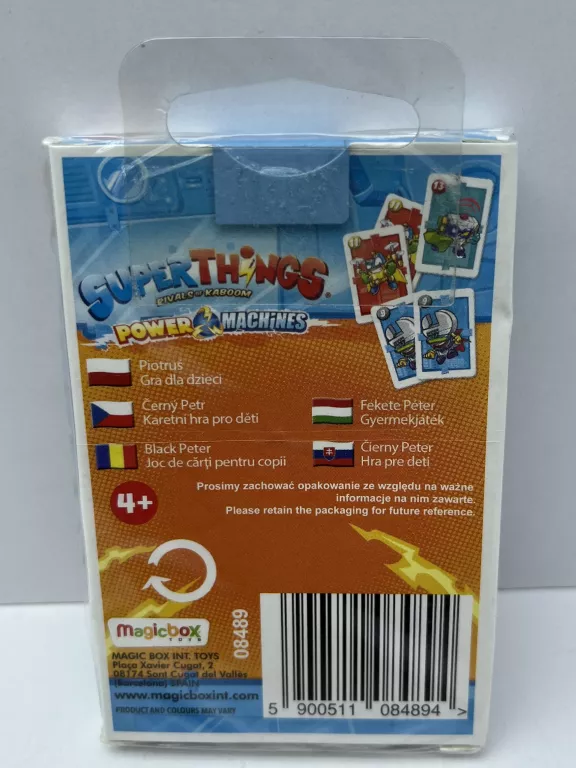 SUPERTHINGS
RIVALS OF KABOOM
POWER MACHINES
Piotruś
Gra dla dzieci
Černý Petr
Karetní hra pro děti
Fekete Péter
Gyermekjáték
Black Peter
Joc de cărți pentru copii
Čierny Peter
Hra pre deti
4+
Prosimy zachować opakowanie ze względu na ważne
informacje na nim zawarte.
Please retain the packaging for future reference.
magicbox
TOYS
MAGIC BOX INT. TOYS
Plaça Xavier Cugat, 2
08174 Sant Cugat del Vallès
(Barcelona) SPAIN
www.magicboxint.com
PRODUCT AND COLOURS MAY VARY
08489
5 900511 084894 >